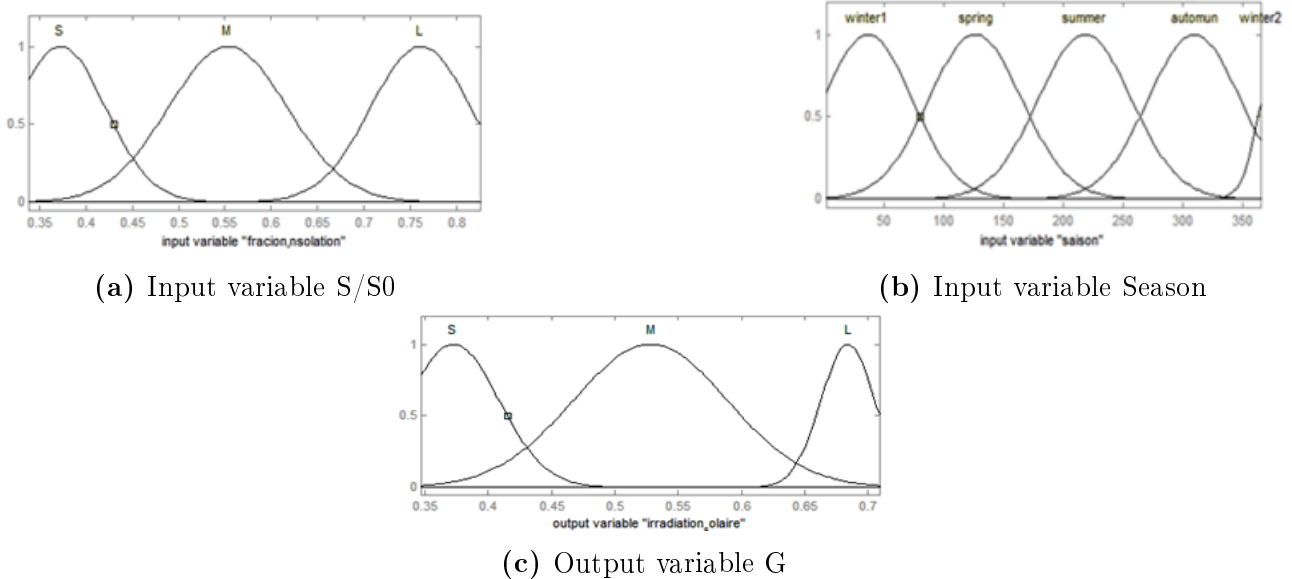 S M L
1
0.5
0
0.35 0.4 0.45 0.5 0.55 0.6 0.65 0.7 0.75 0.8
input variable "fracion,nsolation"
(a) Input variable S/S0
winter1 spring summer automun winter2
1
0.5
0
50 100 150 200 250 300 350
input variable "saison"
(b) Input variable Season
S M L
1
0.5
0
0.35 0.4 0.45 0.5 0.55 0.6 0.65 0.7
output variable "irradiation_solaire"
(c) Output variable G